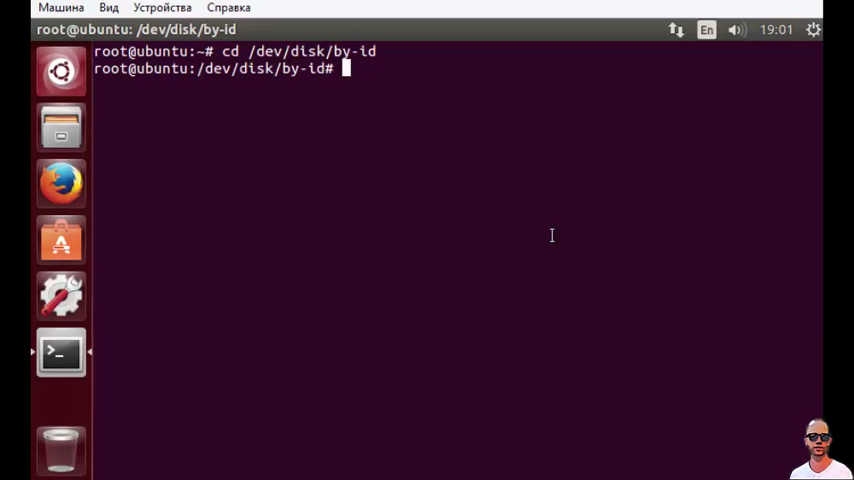 Машина Вид Устройства Справка
root@ubuntu: /dev/disk/by-id En 19:01
root@ubuntu:~# cd /dev/disk/by-id
root@ubuntu:/dev/disk/by-id#